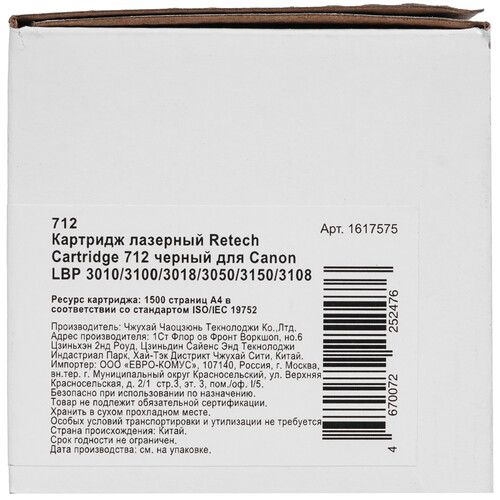 712
Картридж лазерный Retech
Cartridge 712 черный для Canon
LBP 3010/3100/3018/3050/3150/3108
Арт. 1617575
Ресурс картриджа: 1500 страниц А4 в
соответствии со стандартом ISO/IEC 19752
Производитель: Чжухай Чаоцзюнь Текнолоджи Ко.,Лтд.
Адрес производителя: 1Ст Флор ов Фронт Воркшоп, но.6
Цзиньхэн 2нд Роуд, Цзиньдин Сайенс Энд Текнолоджи
Индастриал Парк, Хай-Тэк Дистрикт Чжухай Сити, Китай.
Импортер: ООО «ЕВРО-КОМУС», 107140, Россия, г. Москва,
вн.тер. г. Муниципальный округ Красносельский, ул. Верхняя
Красносельская, д. 2/1 стр.3, эт. 3, пом./оф. I/5.
Безопасно при использовании по назначению.
Товар не подлежит обязательной сертификации.
Хранить в сухом прохладном месте.
Особых условий транспортировки и утилизации не требуется
Страна происхождения: Китай.
Срок годности не ограничен.
Дата производства: см. на упаковке.
4 670072 252476